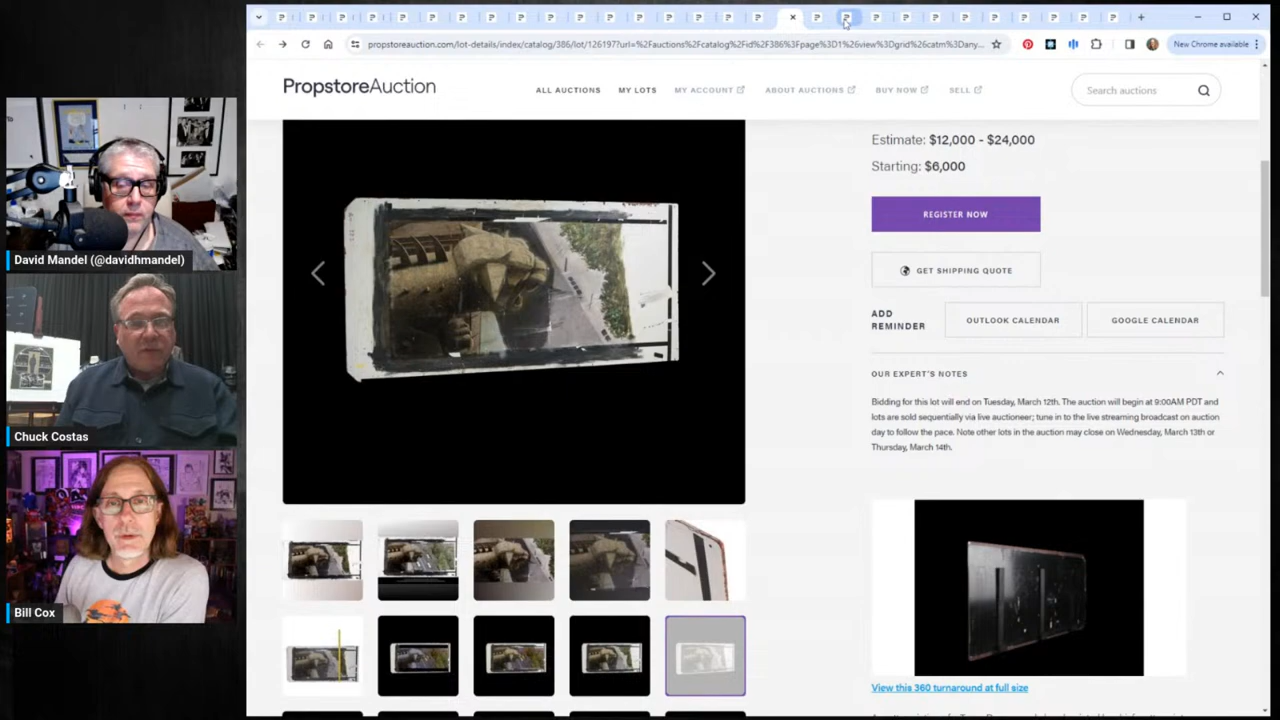 New Chrome available
propstoreauction.com/lot-details/index/catalog/386/lot/126197?url=%2Fauctions%2Fcatalog%2Fid%2F386%3Fpage%3D1%26view%3Dgrid%26catm%3Dany...
PropstoreAuction
ALL AUCTIONS
MY LOTS
MY ACCOUNT
ABOUT AUCTIONS
BUY NOW
SELL
Search auctions
Estimate: $12,000 - $24,000
Starting: $6,000
REGISTER NOW
GET SHIPPING QUOTE
ADD
REMINDER
OUTLOOK CALENDAR
GOOGLE CALENDAR
OUR EXPERT'S NOTES
Bidding for this lot will end on Tuesday, March 12th. The auction will begin at 9:00AM PDT and
lots are sold sequentially via live auctioneer; tune in to the live streaming broadcast on auction
day to follow the pace. Note other lots in the auction may close on Wednesday, March 13th or
Thursday, March 14th.
View this 360 turnaround at full size
David Mandel (@davidhmandel)
Chuck Costas
Bill Cox